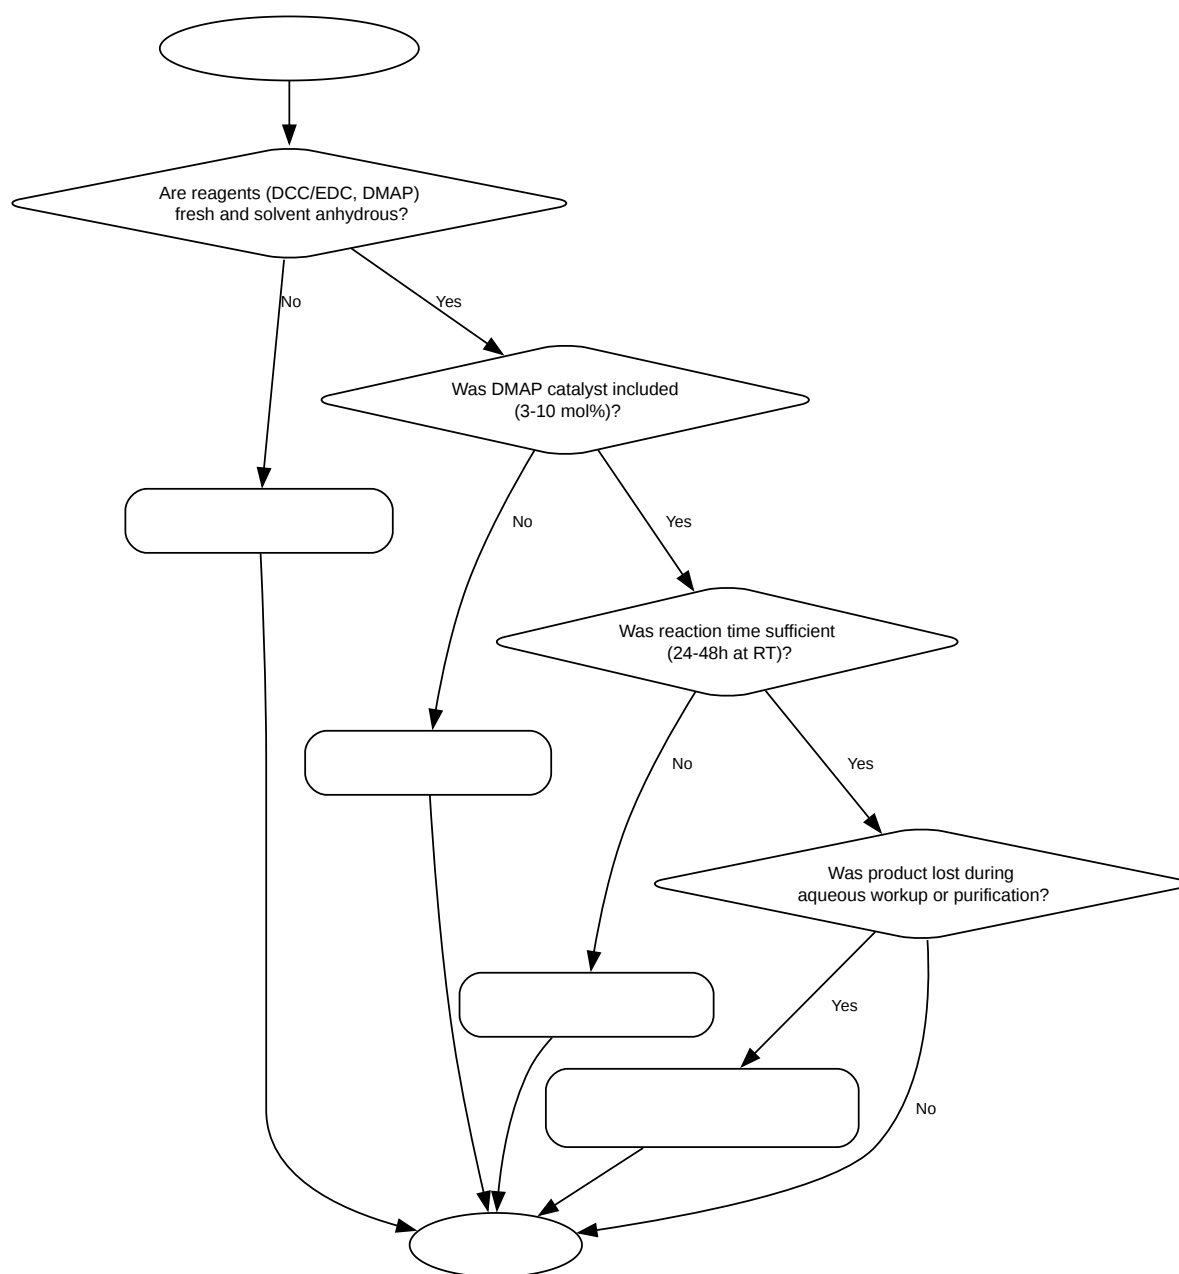 Are reagents (DCC/EDC, DMAP)
fresh and solvent anhydrous?
No
Yes
Was DMAP catalyst included
(3-10 mol%)?
No
Yes
Was reaction time sufficient
(24-48h at RT)?
No
Yes
Was product lost during
aqueous workup or purification?
Yes
No